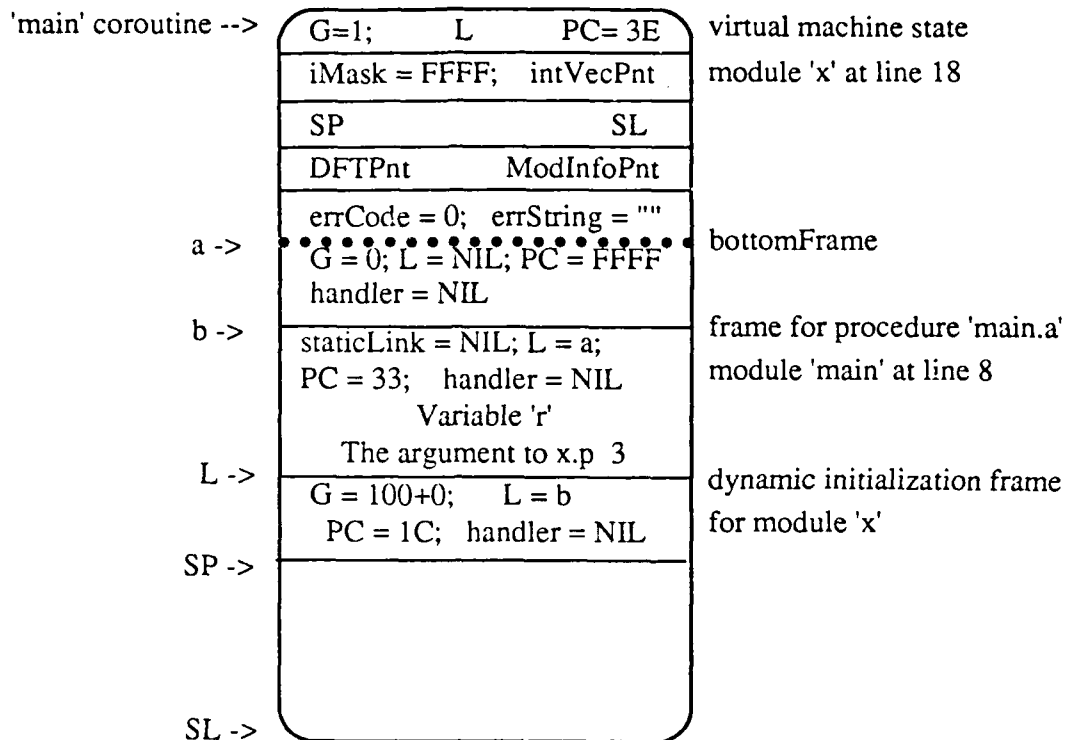 'main' coroutine --> G=1; L PC= 3E virtual machine state
iMask = FFFF; intVecPnt module 'x' at line 18
SP SL
DFTPnt ModInfoPnt
errCode = 0; errString = ""
a -> bottomFrame
G = 0; L = NIL; PC = FFFF
handler = NIL
b -> frame for procedure 'main.a'
staticLink = NIL; L = a;
PC = 33; handler = NIL module 'main' at line 8
Variable 'r'
The argument to x.p 3
L -> dynamic initialization frame
G = 100+0; L = b
PC = 1C; handler = NIL for module 'x'
SP ->
SL ->